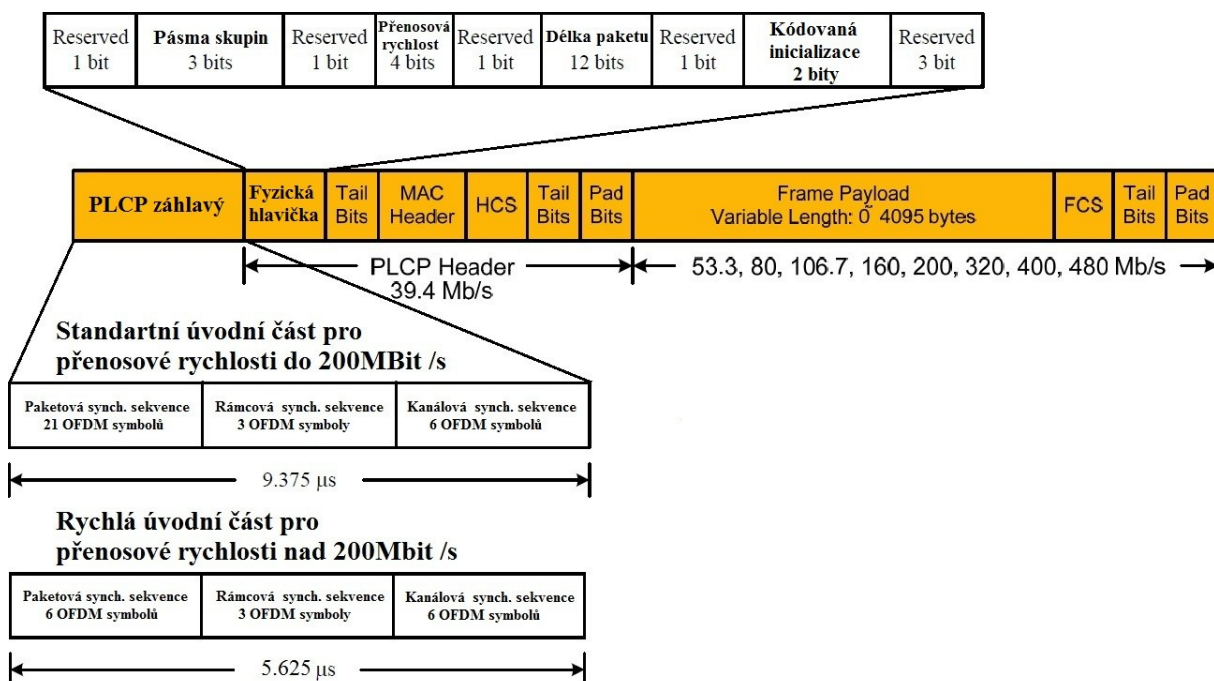 Reserved
1 bit
Pásma skupin
3 bits
Reserved
1 bit
Přenosová
rychlost
4 bits
Reserved
1 bit
Délka paketu
12 bits
Reserved
1 bit
Kódovaná
inicializace
2 bity
Reserved
3 bit
PLCP záhlavý
Fyzická
hlavička
Tail
Bits
MAC
Header
HCS
Tail
Bits
Pad
Bits
Frame Payload
Variable Length: 0~ 4095 bytes
FCS
Tail
Bits
Pad
Bits
PLCP Header
39.4 Mb/s
53.3, 80, 106.7, 160, 200, 320, 400, 480 Mb/s
Standartní úvodní část pro
přenosové rychlosti do 200MBit /s
Paketová synch. sekvence
21 OFDM symbolů
Rámcová synch. sekvence
3 OFDM symboly
Kanálová synch. sekvence
6 OFDM symbolů
9.375 µs
Rychlá úvodní část pro
přenosové rychlosti nad 200Mbit /s
Paketová synch. sekvence
6 OFDM symbolů
Rámcová synch. sekvence
3 OFDM symboly
Kanálová synch. sekvence
6 OFDM symbolů
5.625 µs